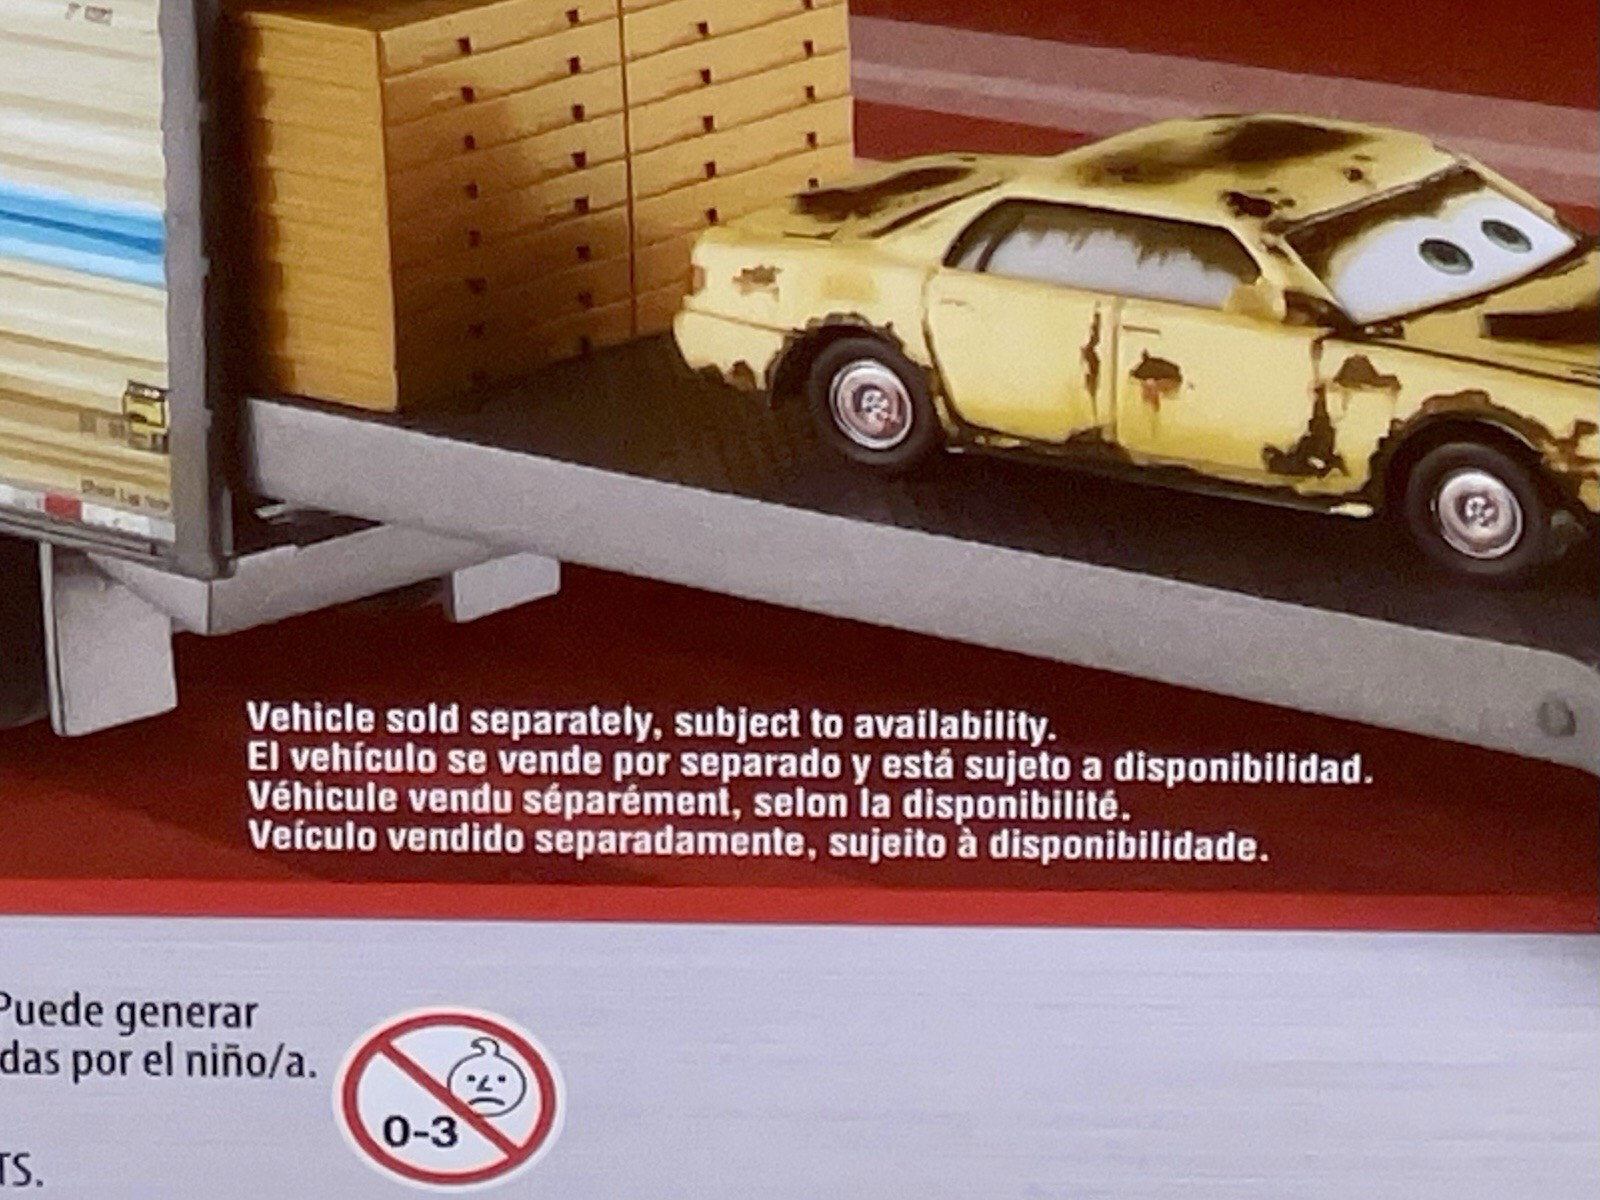 Vehicle sold separately, subject to availability.
El vehículo se vende por separado y está sujeto a disponibilidad.
Véhicule vendu séparément, selon la disponibilité.
Veículo vendido separadamente, sujeito à disponibilidade.
Puede generar
das por el niño/a.
0-3
TS.